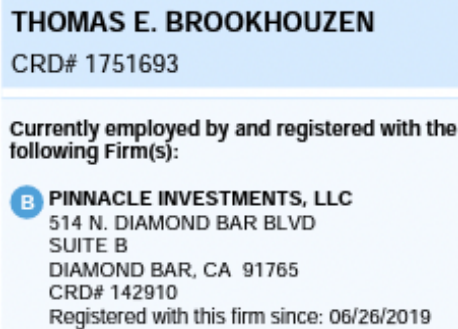 THOMAS E. BROOKHOUZEN
CRD# 1751693
Currently employed by and registered with the
following Firm(s):
B PINNACLE INVESTMENTS, LLC
514 N. DIAMOND BAR BLVD
SUITE B
DIAMOND BAR, CA 91765
CRD# 142910
Registered with this firm since: 06/26/2019